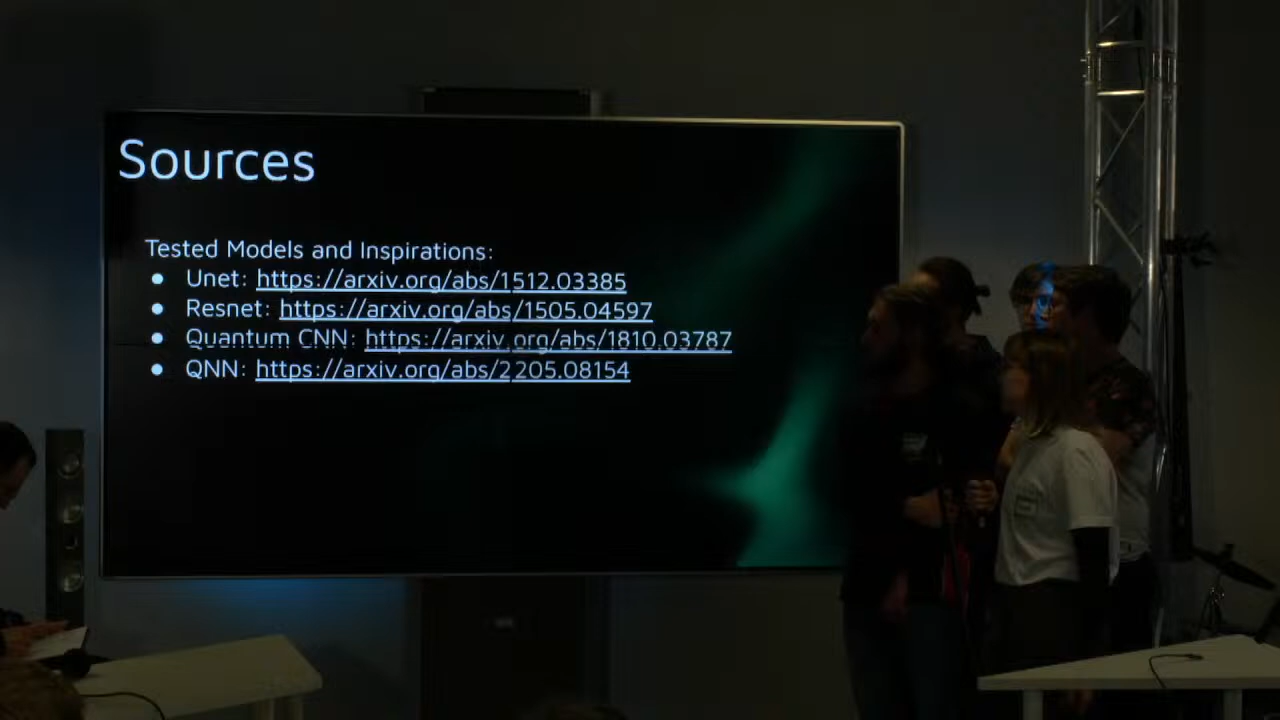 Sources
Tested Models and Inspirations:
● Unet: https://arxiv.org/abs/1512.03385
● Resnet: https://arxiv.org/abs/1505.04597
● Quantum CNN: https://arxiv.org/abs/1810.03787
● QNN: https://arxiv.org/abs/2205.08154